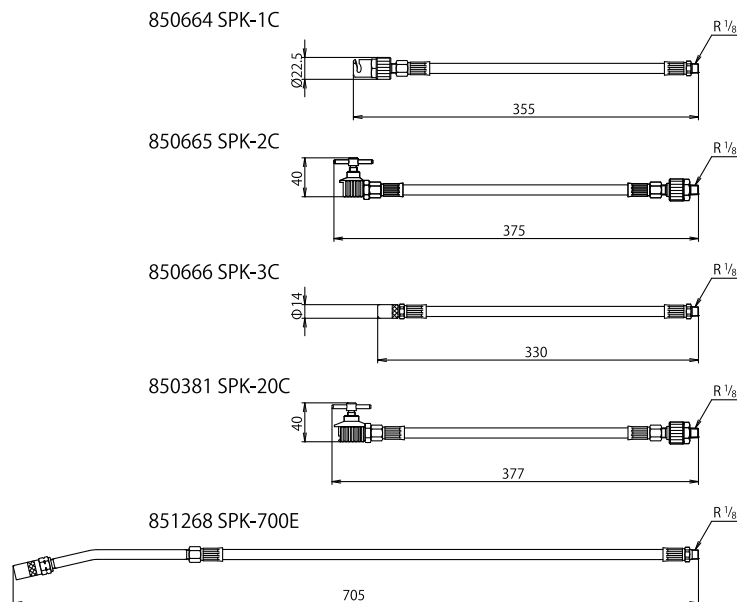 850664 SPK-1C
R 1/8
Ø22.5
355
850665 SPK-2C
R 1/8
40
375
850666 SPK-3C
R 1/8
Φ14
330
850381 SPK-20C
R 1/8
40
377
851268 SPK-700E
R 1/8
705